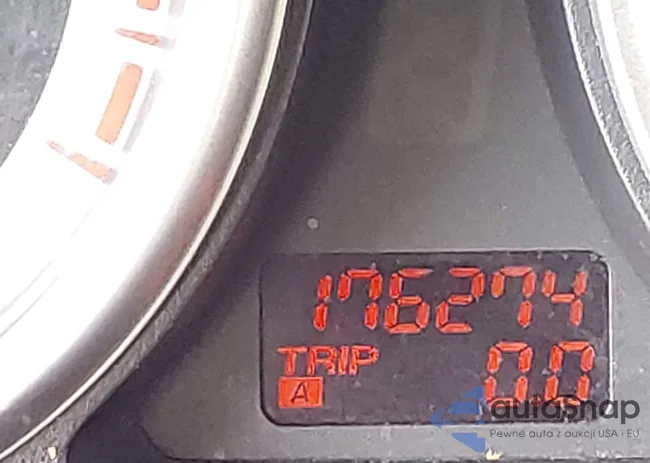 176274
TRIP 0.0
A
autoSnap
Pewne auta z aukcji USA i EU